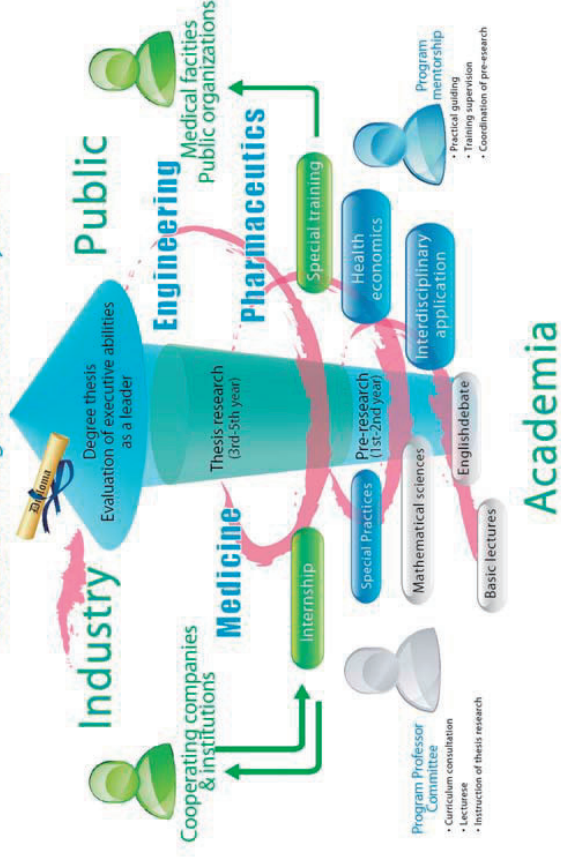 Industry
Public
Diploma
Degree thesis
Evaluation of executive abilities
as a leader
Cooperating companies
& institutions
Medical facities
Public organizations
Medicine
Engineering
Pharmaceutics
Thesis research
(3rd-5th year)
Internship
Special training
Pre-research
(1st-2nd year)
Special Practices
Health
economics
Mathematical sciences
Interdisciplinary
application
Englishdebate
Basic lectures
Program Professor
Committee
• Curriculum consultation
• Lecturese
• Instruction of thesis research
Program
mentorship
• Practical guiding
• Training supervision
• Coordination of pre-esearch
Academia